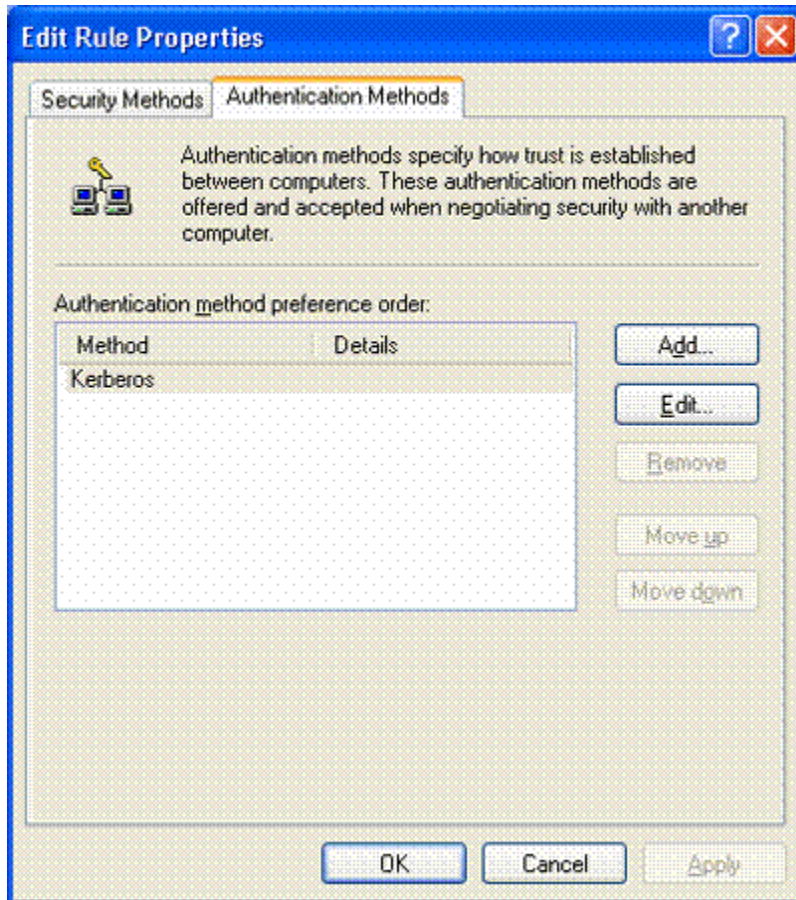 Edit Rule Properties
Security Methods
Authentication Methods
Authentication methods specify how trust is established
between computers. These authentication methods are
offered and accepted when negotiating security with another
computer.
Authentication method preference order:
Method Details
Kerberos
Add...
Edit...
Remove
Move up
Move down
OK Cancel Apply